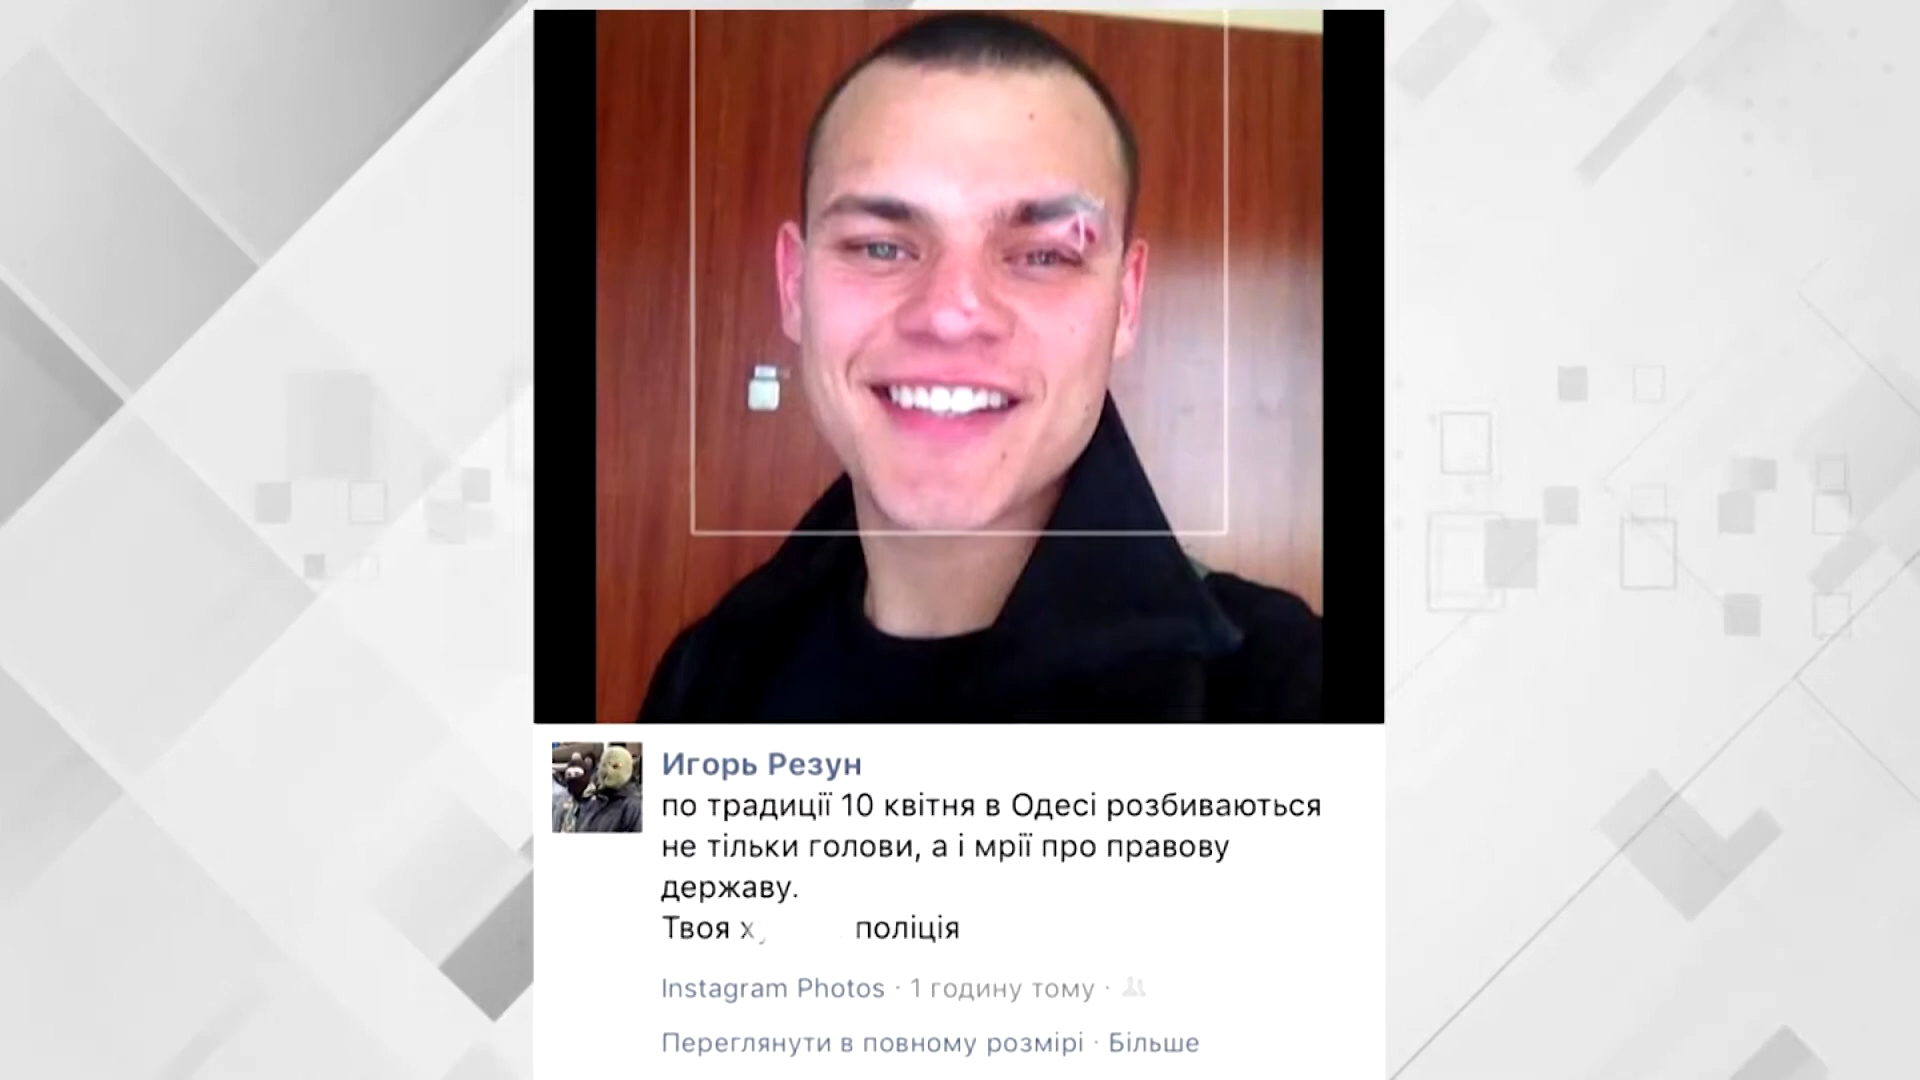 Игорь Резун
по традиції 10 квітня в Одесі розбиваються
не тільки голови, а і мрії про правову
державу.
Твоя поліція
Instagram Photos · 1 годину тому ·
Переглянути в повному розмірі · Більше